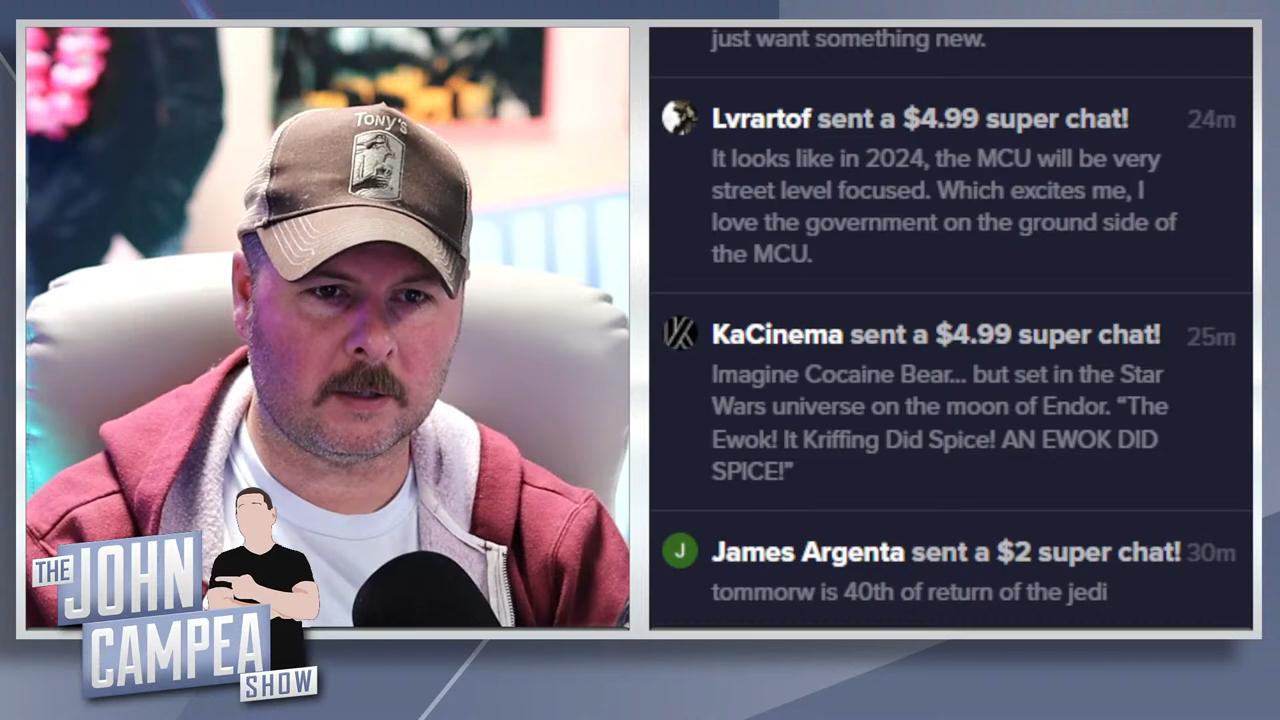 Tony's
just want something new.
Lvrartof sent a $4.99 super chat!
24m
It looks like in 2024, the MCU will be very
street level focused. Which excites me, I
love the government on the ground side of
the MCU.
KaCinema sent a $4.99 super chat!
25m
Imagine Cocaine Bear... but set in the Star
Wars universe on the moon of Endor. “The
Ewok! It Kriffing Did Spice! AN EWOK DID
SPICE!”
J
James Argenta sent a $2 super chat!
30m
tommorw is 40th of return of the jedi
THE
JOHN
CAMPEA
SHOW